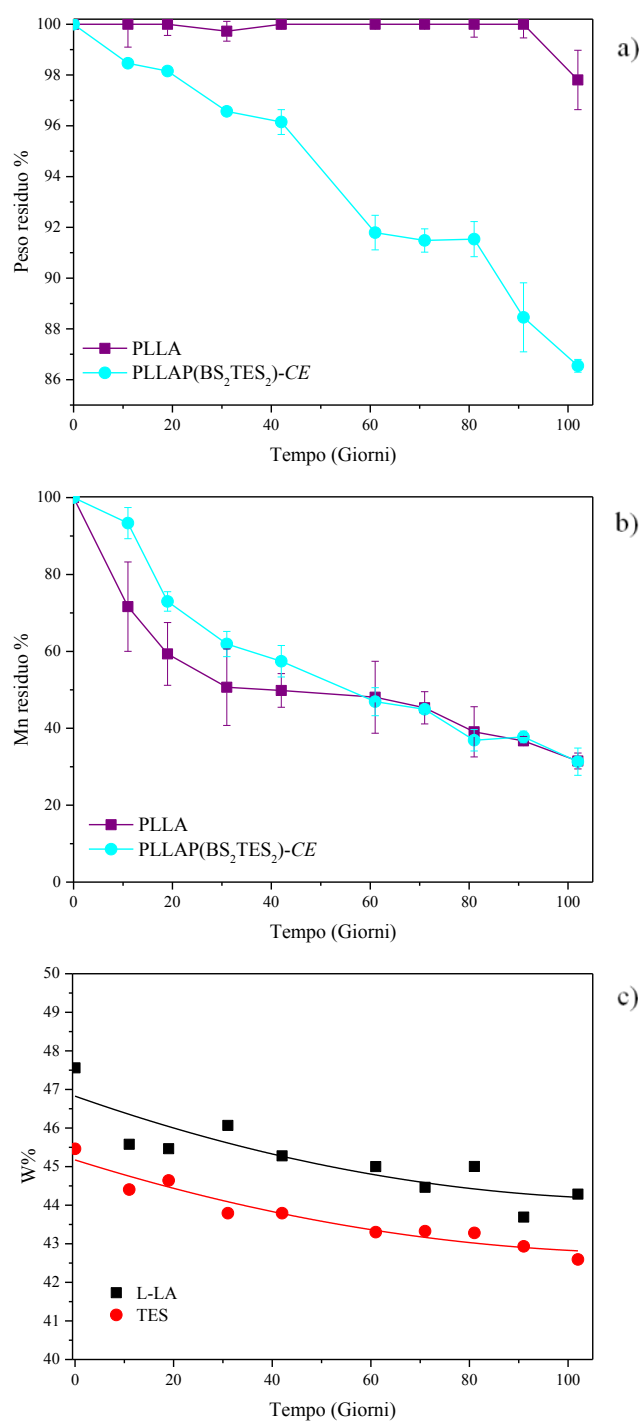 a)
100
98
96
94
92
90
88
86
Peso residuo %
PLLA
PLLAP(BS₂TES₂)-CE
0 20 40 60 80 100
Tempo (Giorni)
b)
100
80
60
40
20
0
Mn residuo %
PLLA
PLLAP(BS₂TES₂)-CE
0 20 40 60 80 100
Tempo (Giorni)
c)
50
49
48
47
46
45
44
43
42
41
40
W%
L-LA
TES
0 20 40 60 80 100
Tempo (Giorni)